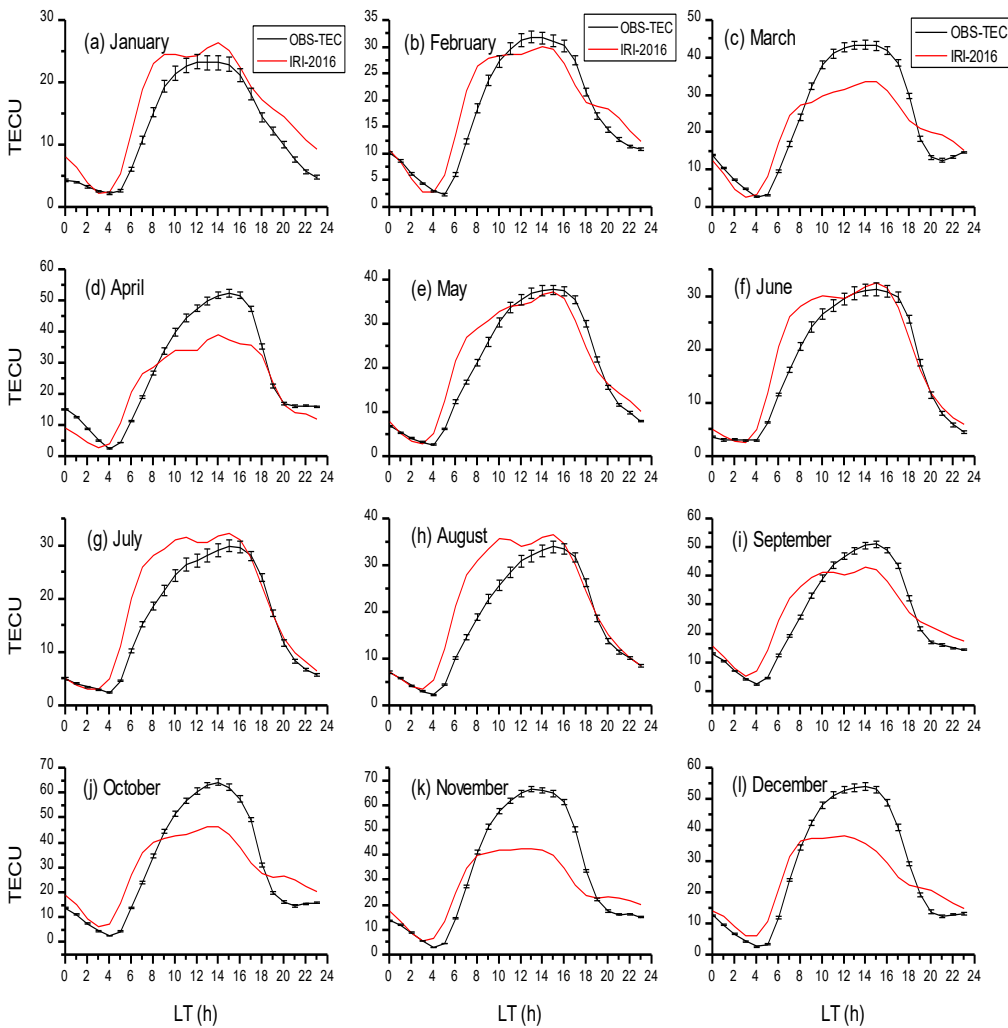 (a) January
OBS-TEC
IRI-2016
TECU
30
20
10
0
0 2 4 6 8 10 12 14 16 18 20 22 24
(b) February
OBS-TEC
IRI-2016
35
30
25
20
15
10
5
0
0 2 4 6 8 10 12 14 16 18 20 22 24
(c) March
OBS-TEC
IRI-2016
50
40
30
20
10
0
0 2 4 6 8 10 12 14 16 18 20 22 24
(d) April
TECU
60
50
40
30
20
10
0
0 2 4 6 8 10 12 14 16 18 20 22 24
(e) May
40
30
20
10
0
0 2 4 6 8 10 12 14 16 18 20 22 24
(f) June
30
20
10
0
0 2 4 6 8 10 12 14 16 18 20 22 24
(g) July
TECU
30
20
10
0
0 2 4 6 8 10 12 14 16 18 20 22 24
(h) August
40
30
20
10
0
0 2 4 6 8 10 12 14 16 18 20 22 24
(i) September
60
50
40
30
20
10
0
0 2 4 6 8 10 12 14 16 18 20 22 24
(j) October
TECU
70
60
50
40
30
20
10
0
0 2 4 6 8 10 12 14 16 18 20 22 24
LT (h)
(k) November
75
70
60
50
40
30
20
10
0
0 2 4 6 8 10 12 14 16 18 20 22 24
LT (h)
(l) December
60
50
40
30
20
10
0
0 2 4 6 8 10 12 14 16 18 20 22 24
LT (h)